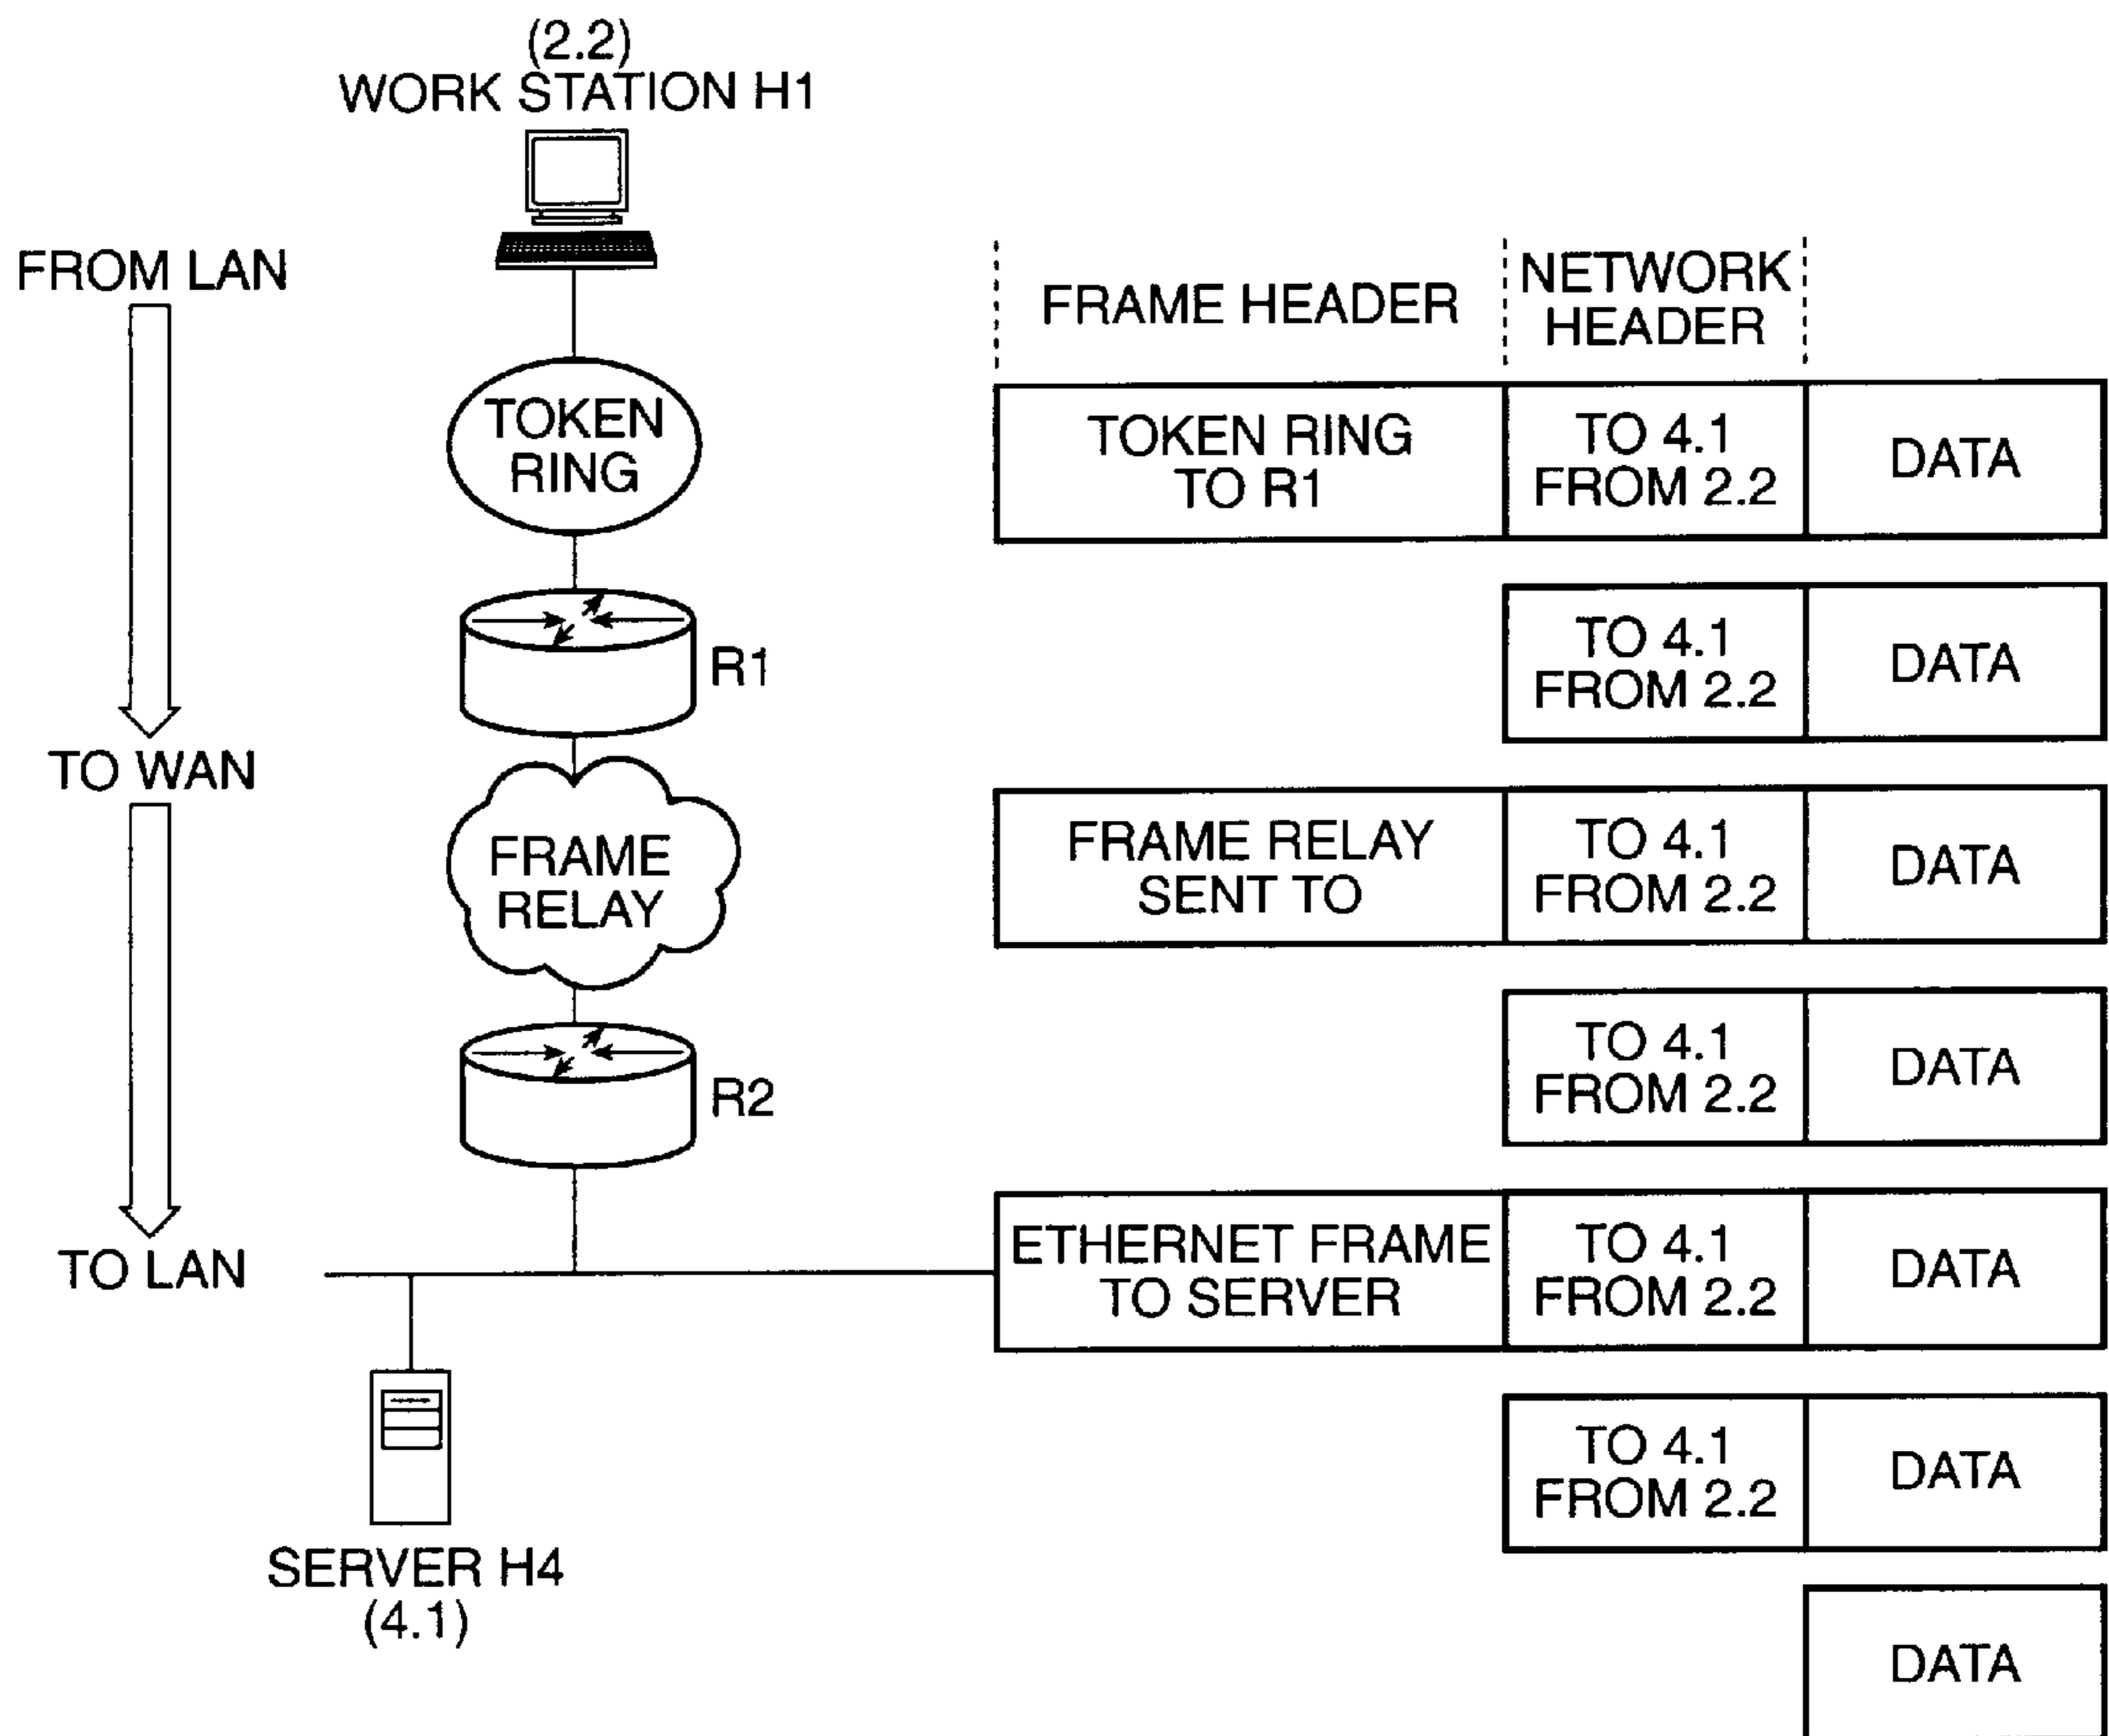 (2.2)
WORK STATION H1
FROM LAN
TOKEN
RING
R1
TO WAN
FRAME
RELAY
R2
TO LAN
SERVER H4
(4.1)
FRAME HEADER
NETWORK
HEADER
TOKEN RING
TO R1
TO 4.1
FROM 2.2
DATA
TO 4.1
FROM 2.2
DATA
FRAME RELAY
SENT TO
TO 4.1
FROM 2.2
DATA
TO 4.1
FROM 2.2
DATA
ETHERNET FRAME
TO SERVER
TO 4.1
FROM 2.2
DATA
TO 4.1
FROM 2.2
DATA
DATA